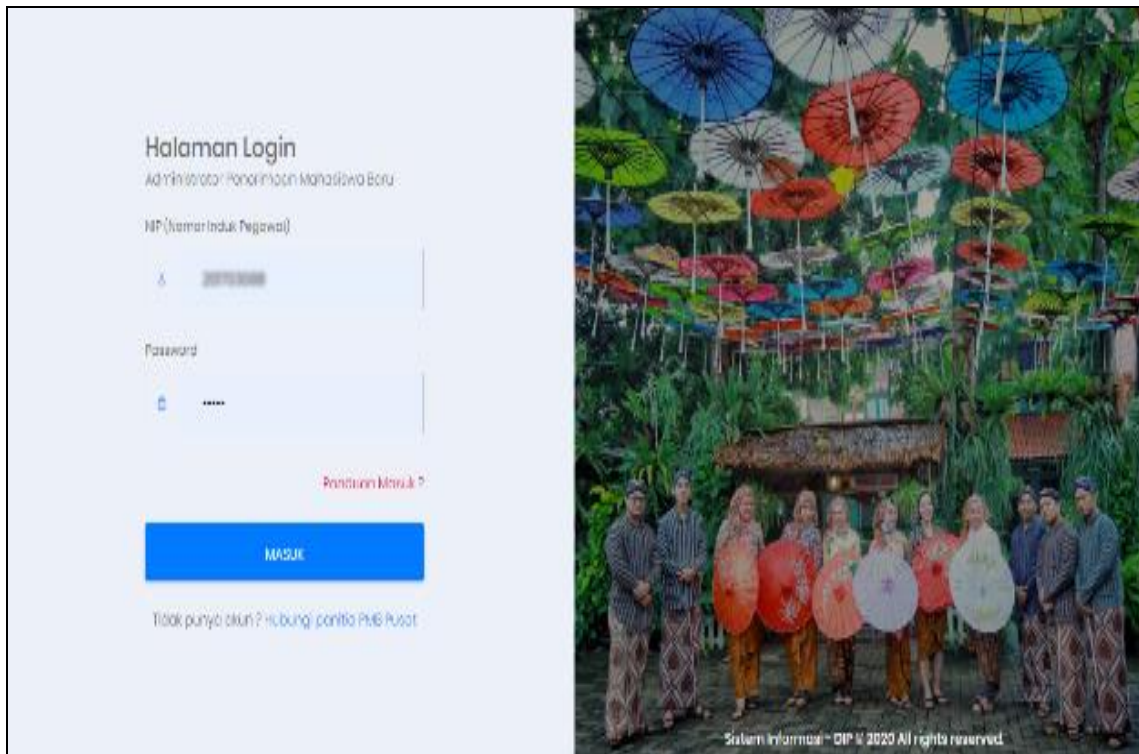 Halaman Login
Administrator Penerimaan Mahasiswa Baru
NIP (Nomor Induk Pegawai)
Password
Panduan Masuk ?
MASUK
Tidak punya akun ? Hubungi panitia PMB Pusat
Sistem Informasi - DIP © 2020 All rights reserved.